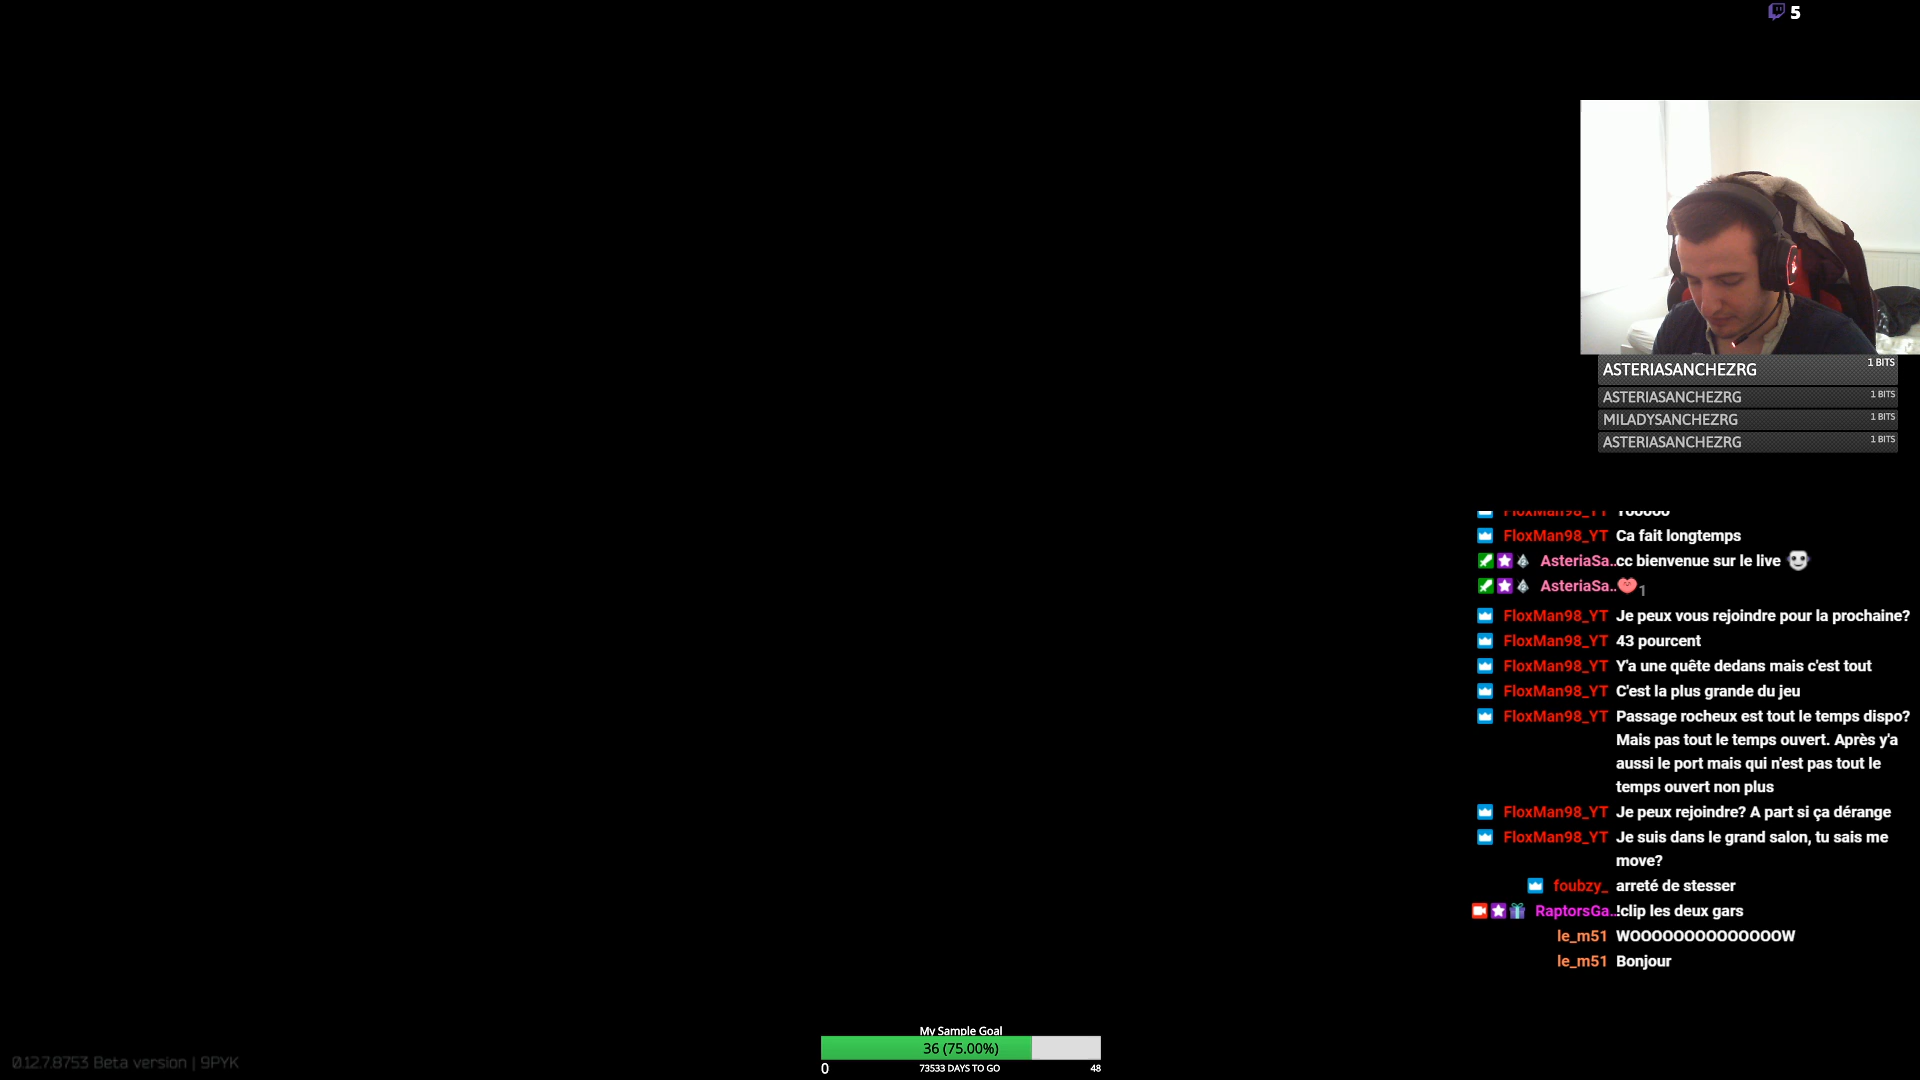 5
ASTERIASANCHEZRG 1 BITS
ASTERIASANCHEZRG 1 BITS
MILADYSANCHEZRG 1 BITS
ASTERIASANCHEZRG 1 BITS
FloxMan98_YT Yooooo
FloxMan98_YT Ca fait longtemps
AsteriaSa.. cc bienvenue sur le live
AsteriaSa.. 1
FloxMan98_YT Je peux vous rejoindre pour la prochaine?
FloxMan98_YT 43 pourcent
FloxMan98_YT Y'a une quête dedans mais c'est tout
FloxMan98_YT C'est la plus grande du jeu
FloxMan98_YT Passage rocheux est tout le temps dispo?
Mais pas tout le temps ouvert. Après y'a
aussi le port mais qui n'est pas tout le
temps ouvert non plus
FloxMan98_YT Je peux rejoindre? A part si ça dérange
FloxMan98_YT Je suis dans le grand salon, tu sais me
move?
foubzy_ arreté de stesser
RaptorsGa.. !clip les deux gars
le_m51 WOOOOOOOOOOOOOOW
le_m51 Bonjour
My Sample Goal
36 (75.00%)
0 73533 DAYS TO GO 48
0.12.7.8753 Beta version | 9PYK